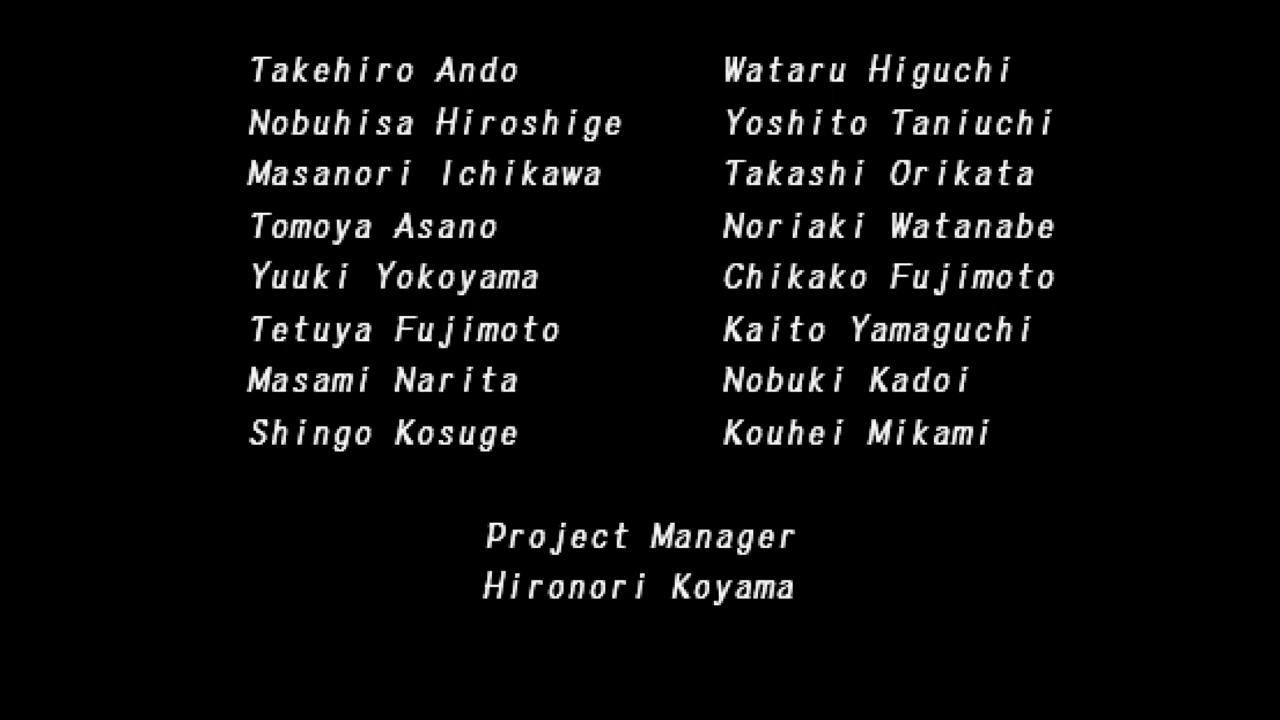 Takehiro Ando Wataru Higuchi
Nobuhisa Hiroshige Yoshito Taniuchi
Masanori Ichikawa Takashi Orikata
Tomoya Asano Noriaki Watanabe
Yuuki Yokoyama Chikako Fujimoto
Tetuya Fujimoto Kaito Yamaguchi
Masami Narita Nobuki Kadoi
Shingo Kosuge Kouhei Mikami
Project Manager
Hironori Koyama